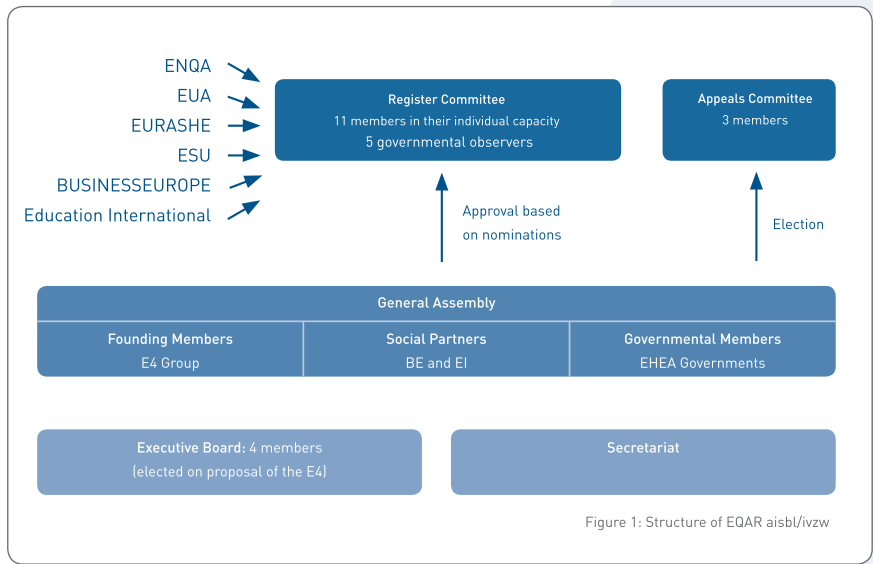 ENQA
EUA
EURASHE
ESU
BUSINESSEUROPE
Education International
Register Committee
11 members in their individual capacity
5 governmental observers
Appeals Committee
3 members
Approval based
on nominations
Election
General Assembly
Founding Members
E4 Group
Social Partners
BE and EI
Governmental Members
EHEA Governments
Executive Board: 4 members
(elected on proposal of the E4)
Secretariat
Figure 1: Structure of EQAR aisbl/ivzw